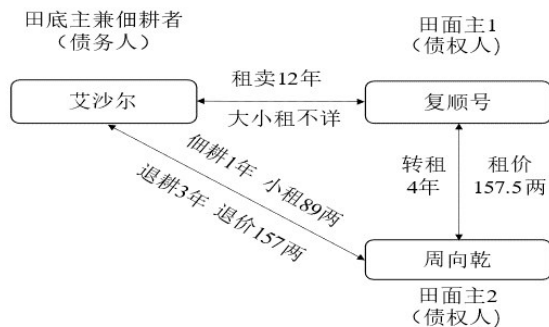 田底主兼佃耕者
（债务人）
田面主1
（债权人）
艾沙尔
租卖12年
大小租不详
复顺号
佃耕1年 小租89两
退耕3年 退价157两
转租
4年
租价
157.5两
周向乾
田面主2
（债权人）